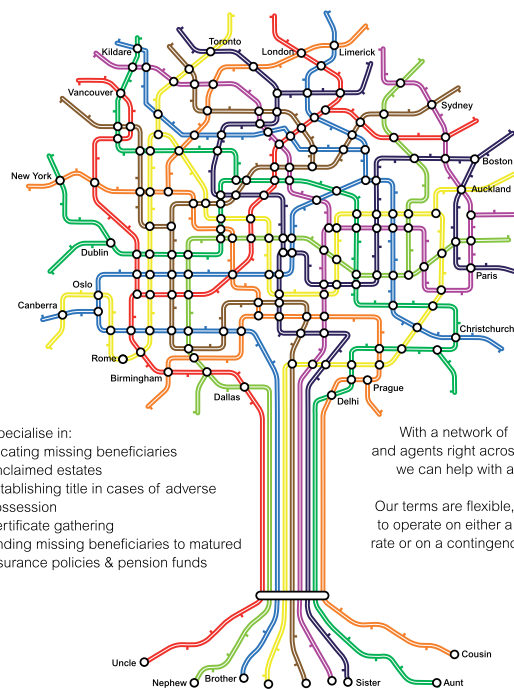 Toronto
Kildare
London
Limerick
Vancouver
Sydney
Boston
New York
Auckland
Dublin
Paris
Oslo
Canberra
Christchurch
Rome
Birmingham
Prague
Dallas
Delhi
pecialise in:
cating missing beneficiaries
nclaimed estates
tablishing title in cases of adverse
ossession
ertificate gathering
nding missing beneficiaries to matured
surance policies & pension funds
With a network of
and agents right acros
we can help with a
Our terms are flexible,
to operate on either a
rate or on a contingenc
Uncle
Nephew
Brother
Sister
Aunt
Cousin